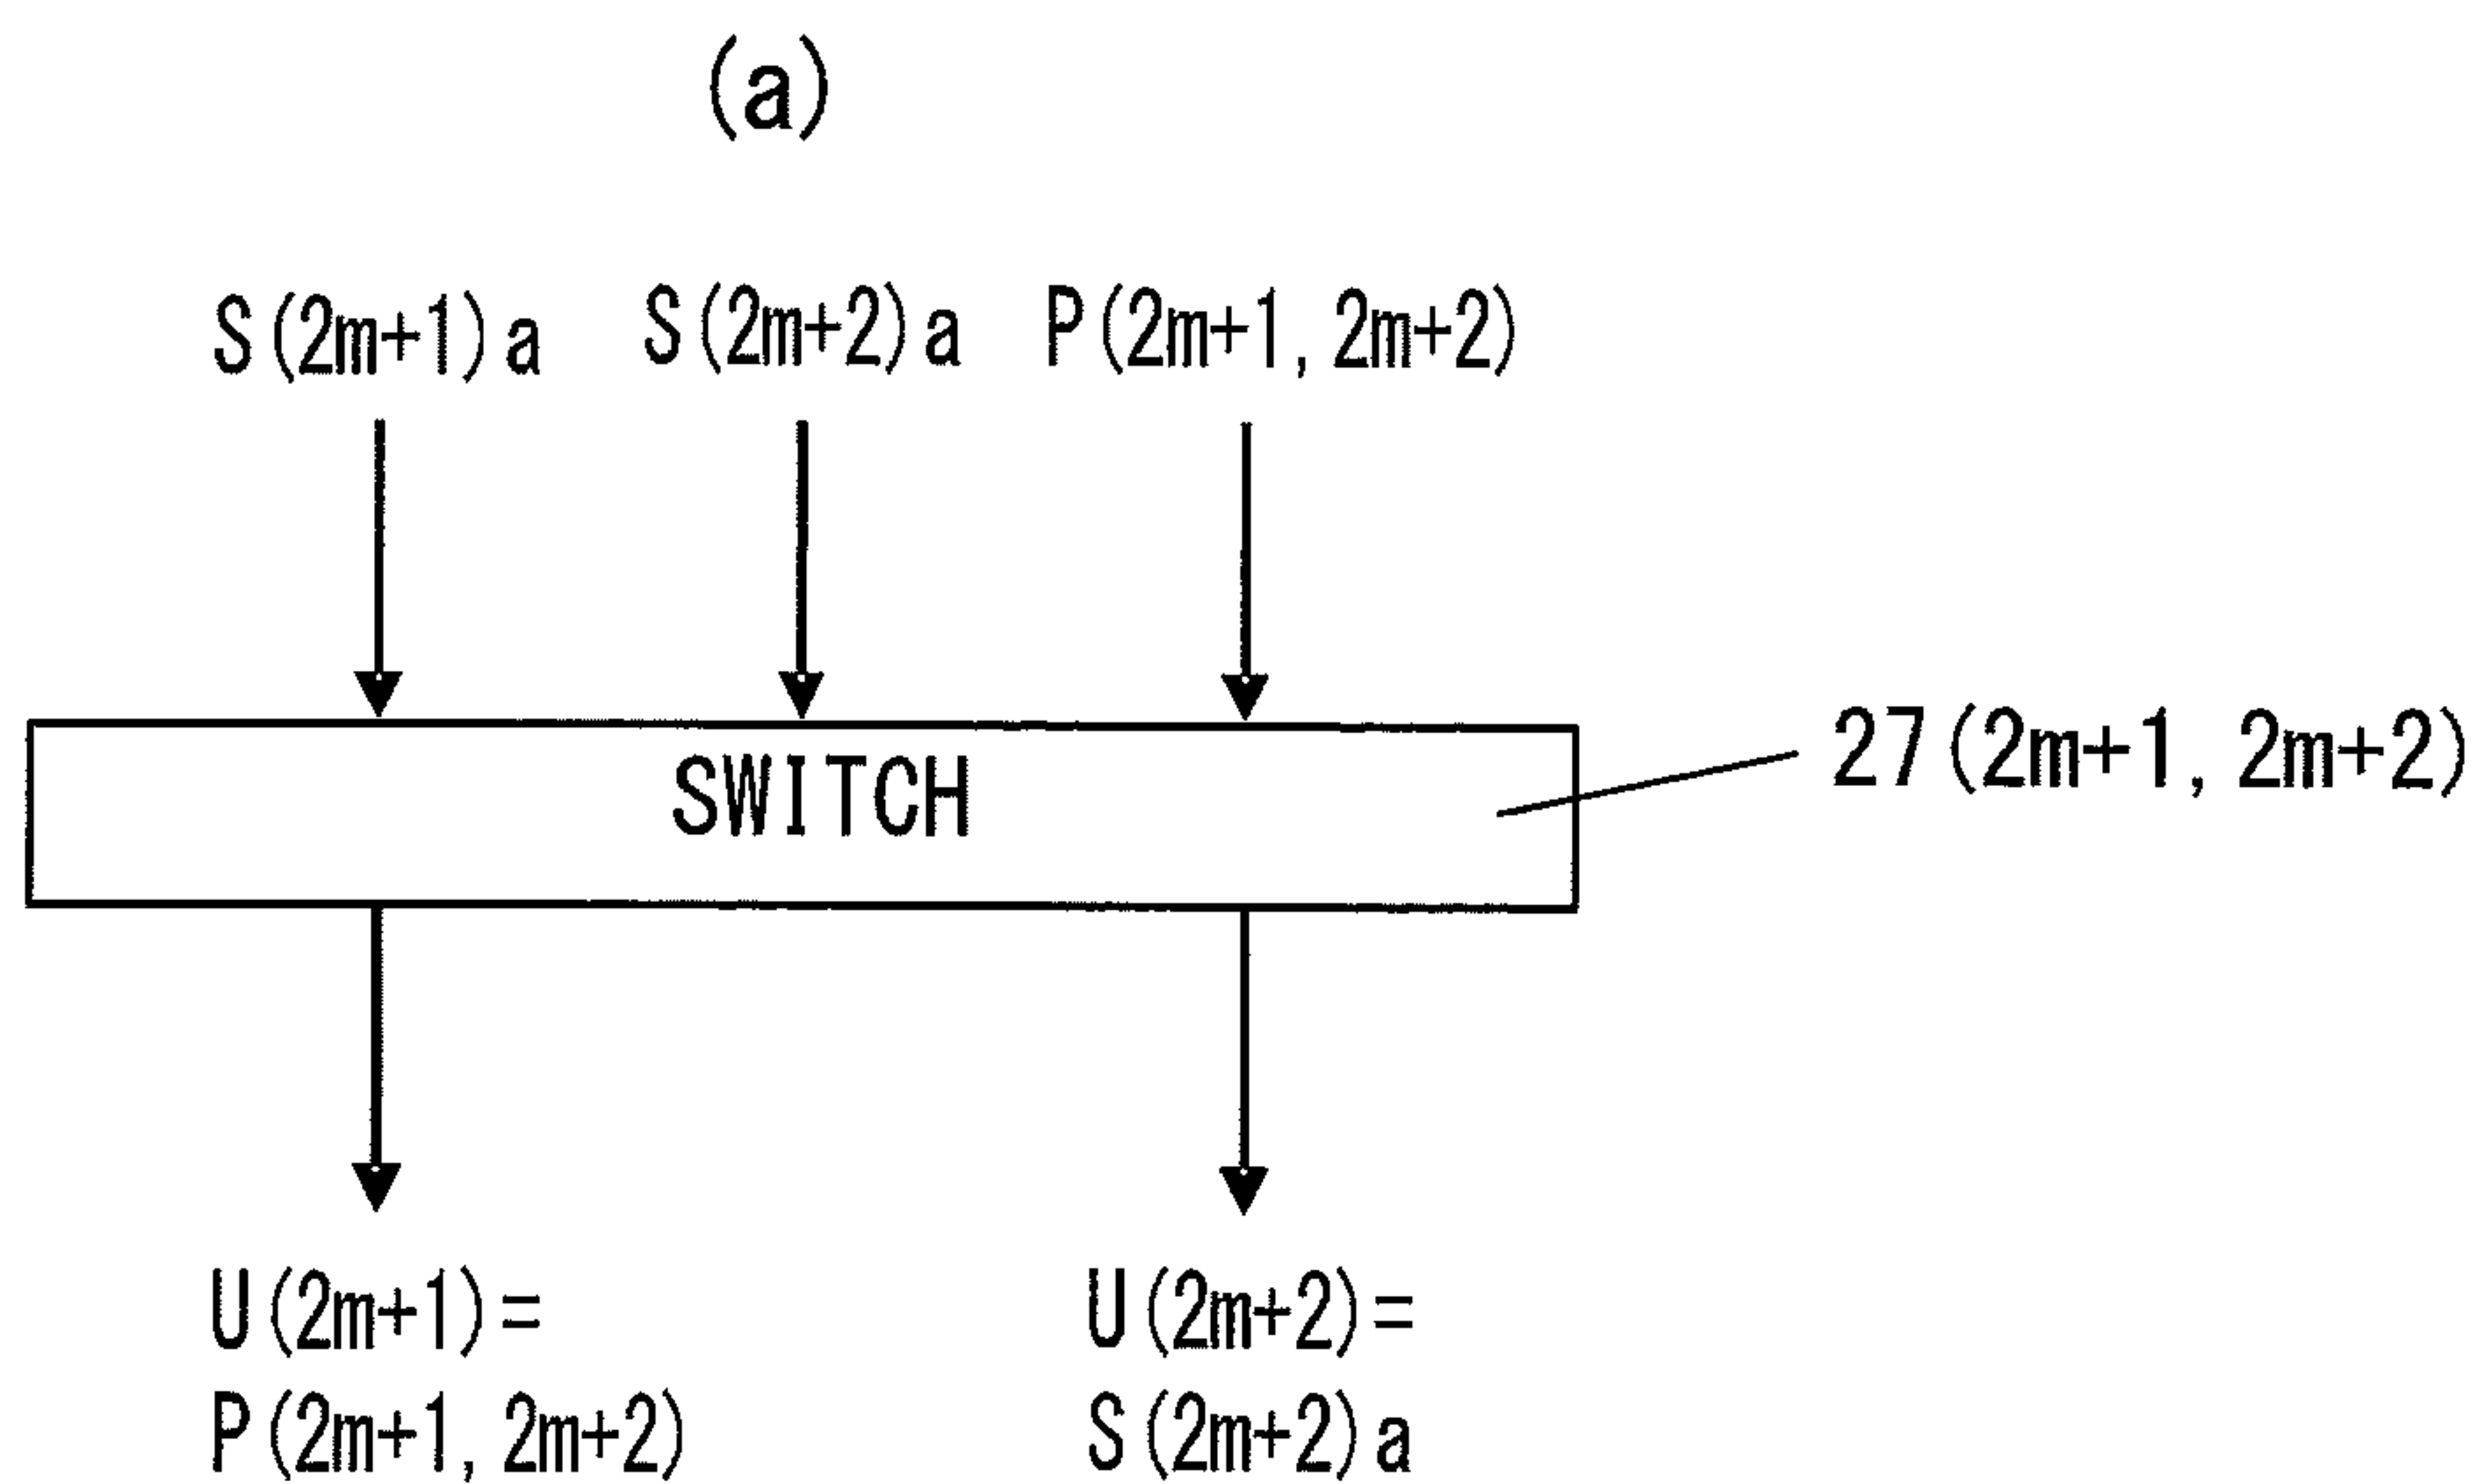 (a)
S(2m+1)a S(2m+2)a P(2m+1, 2m+2)
SWITCH
27(2m+1, 2m+2)
U(2m+1)= U(2m+2)=
P(2m+1, 2m+2) S(2m+2)a